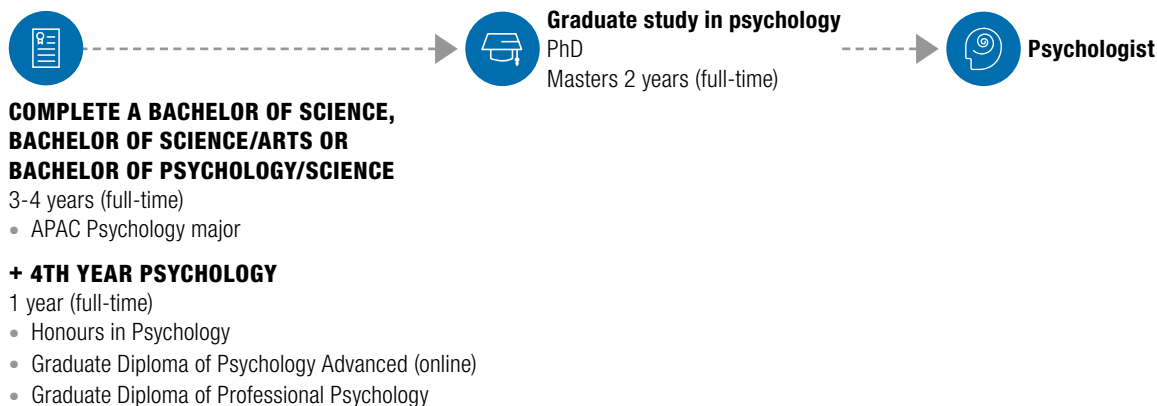 Graduate study in psychology
PhD
Masters 2 years (full-time)
Psychologist
COMPLETE A BACHELOR OF SCIENCE,
BACHELOR OF SCIENCE/ARTS OR
BACHELOR OF PSYCHOLOGY/SCIENCE
3-4 years (full-time)
• APAC Psychology major
+ 4TH YEAR PSYCHOLOGY
1 year (full-time)
• Honours in Psychology
• Graduate Diploma of Psychology Advanced (online)
• Graduate Diploma of Professional Psychology